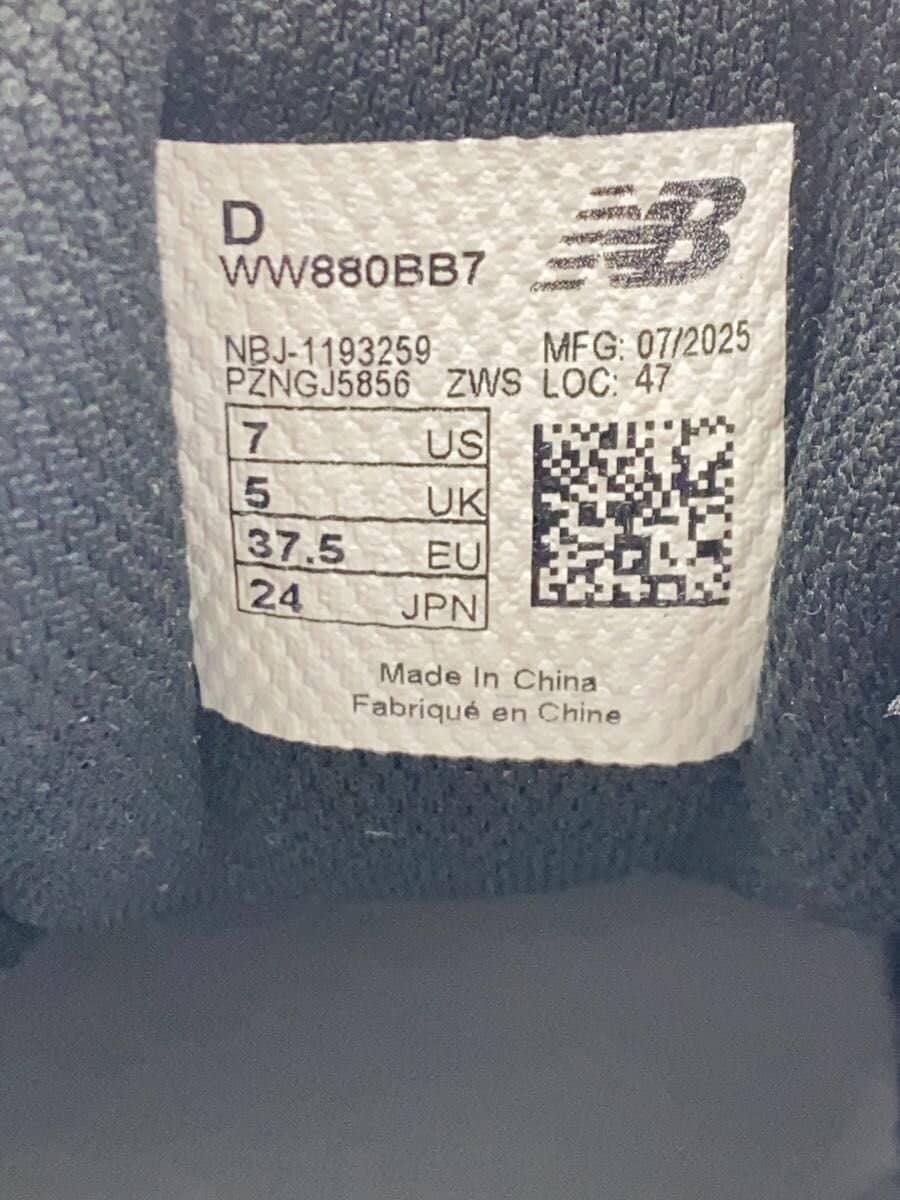 D
NB
WW880BB7
NBJ-1193259 MFG: 07/2025
PZNGJ5856 ZWS LOC: 47
7 US
5 UK
37.5 EU
24 JPN
Made In China
Fabriqué en Chine